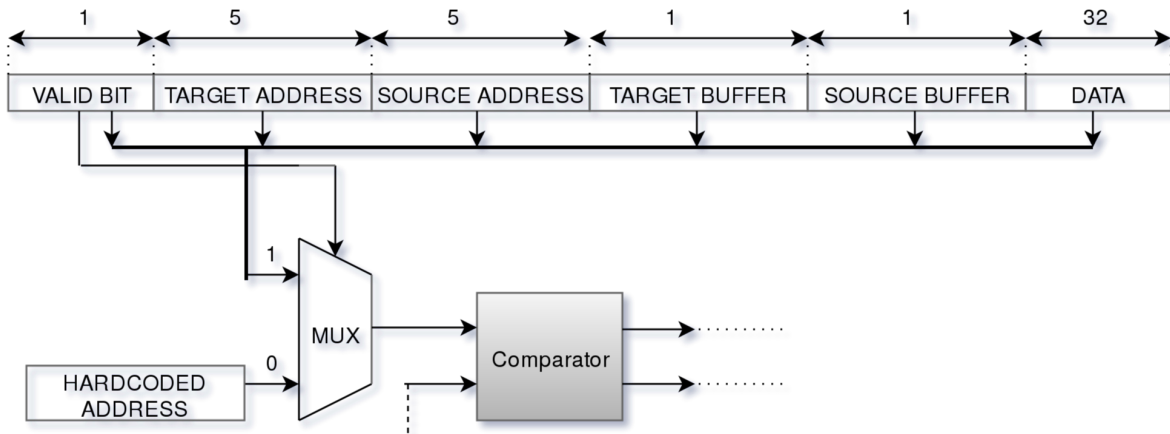 1 5 5 1 1 32
VALID BIT TARGET ADDRESS SOURCE ADDRESS TARGET BUFFER SOURCE BUFFER DATA
1
MUX
Comparator
0
HARDCODED
ADDRESS